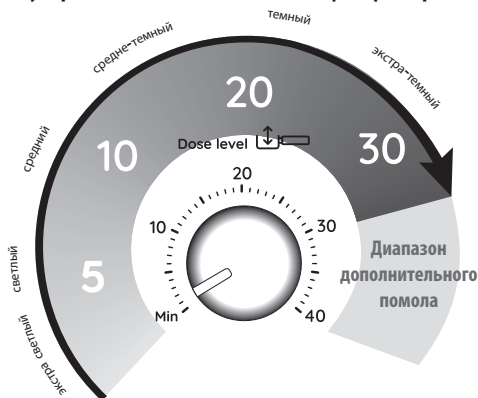 экстра светлый
светлый
средний
средне-темный
темный
экстра-темный
5
10
20
30
Диапазон
дополнительного
помола
Dose level
Min
10
20
30
40